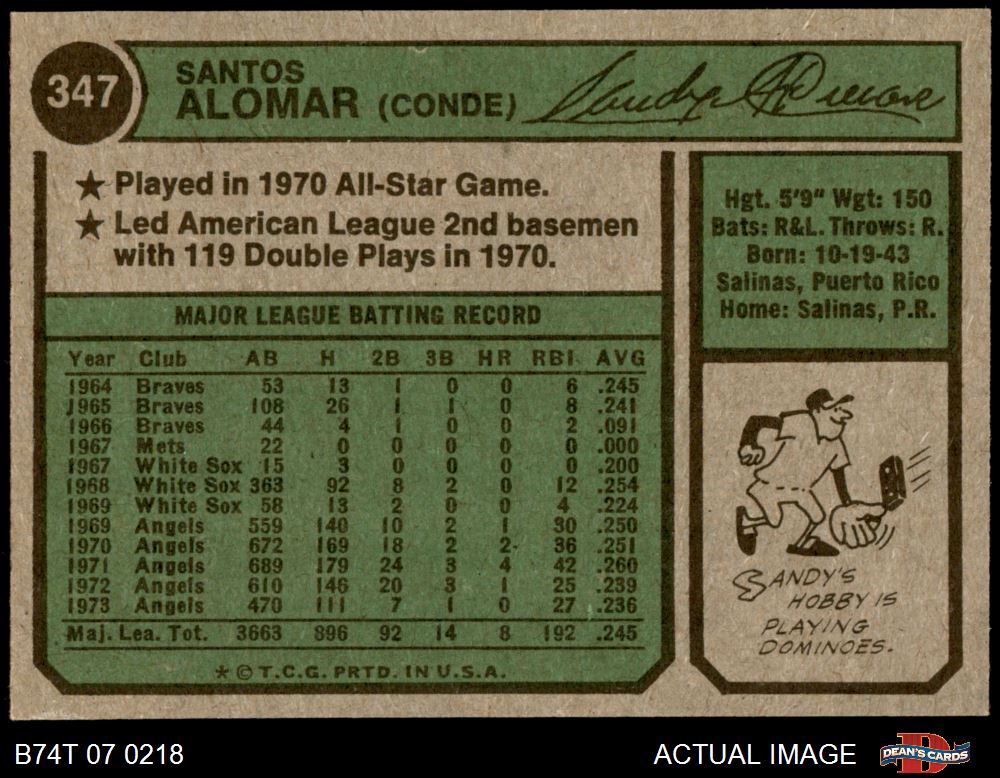 347
SANTOS
ALOMAR (CONDE) Sandy Alomar
★ Played in 1970 All-Star Game.
★ Led American League 2nd basemen
with 119 Double Plays in 1970.
Hgt. 5'9" Wgt: 150
Bats: R&L. Throws: R.
Born: 10-19-43
Salinas, Puerto Rico
Home: Salinas, P.R.
MAJOR LEAGUE BATTING RECORD
Year Club AB H 2B 3B HR RBI AVG
1964 Braves 53 13 1 0 0 6 .245
1965 Braves 108 26 1 1 0 8 .241
1966 Braves 44 4 1 0 0 2 .091
1967 Mets 22 0 0 0 0 0 .000
1967 White Sox 15 3 0 0 0 0 .200
1968 White Sox 363 92 8 2 0 12 .254
1969 White Sox 58 13 2 0 0 4 .224
1969 Angels 559 140 10 2 1 30 .250
1970 Angels 672 169 18 2 2 36 .251
1971 Angels 689 179 24 3 4 42 .260
1972 Angels 610 146 20 3 1 25 .239
1973 Angels 470 111 7 1 0 27 .236
Maj. Lea. Tot. 3663 896 92 14 8 192 .245
* © T.C.G. PRTD. IN U.S.A.
SANDY'S
HOBBY IS
PLAYING
DOMINOES.
B74T 07 0218
ACTUAL IMAGE
DEAN'S CARDS